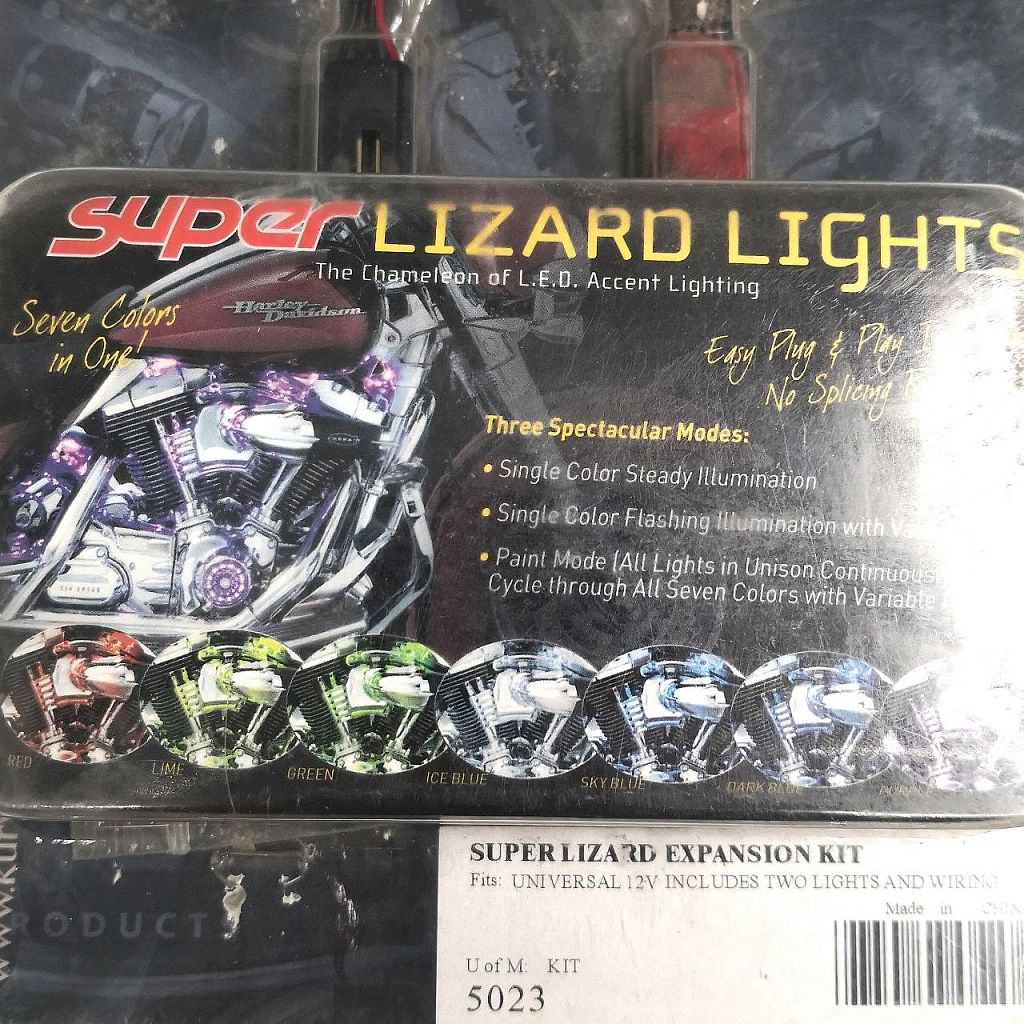 super LIZARD LIGHTS
The Chameleon of L.E.D. Accent Lighting
Harley-Davidson
Seven Colors
in One!
Easy Plug & Play
No Splicing
Three Spectacular Modes:
• Single Color Steady Illumination
• Single Color Flashing Illumination with
• Paint Mode (All Lights in Unison
Cycle through All Seven Colors with Variable
RED
LIME
GREEN
ICE BLUE
SKY BLUE
DARK BLUE
PURPLE
SUPER LIZARD EXPANSION KIT
Fits: UNIVERSAL 12V INCLUDES TWO LIGHTS AND WIRING
Made in
U of M: KIT
5023